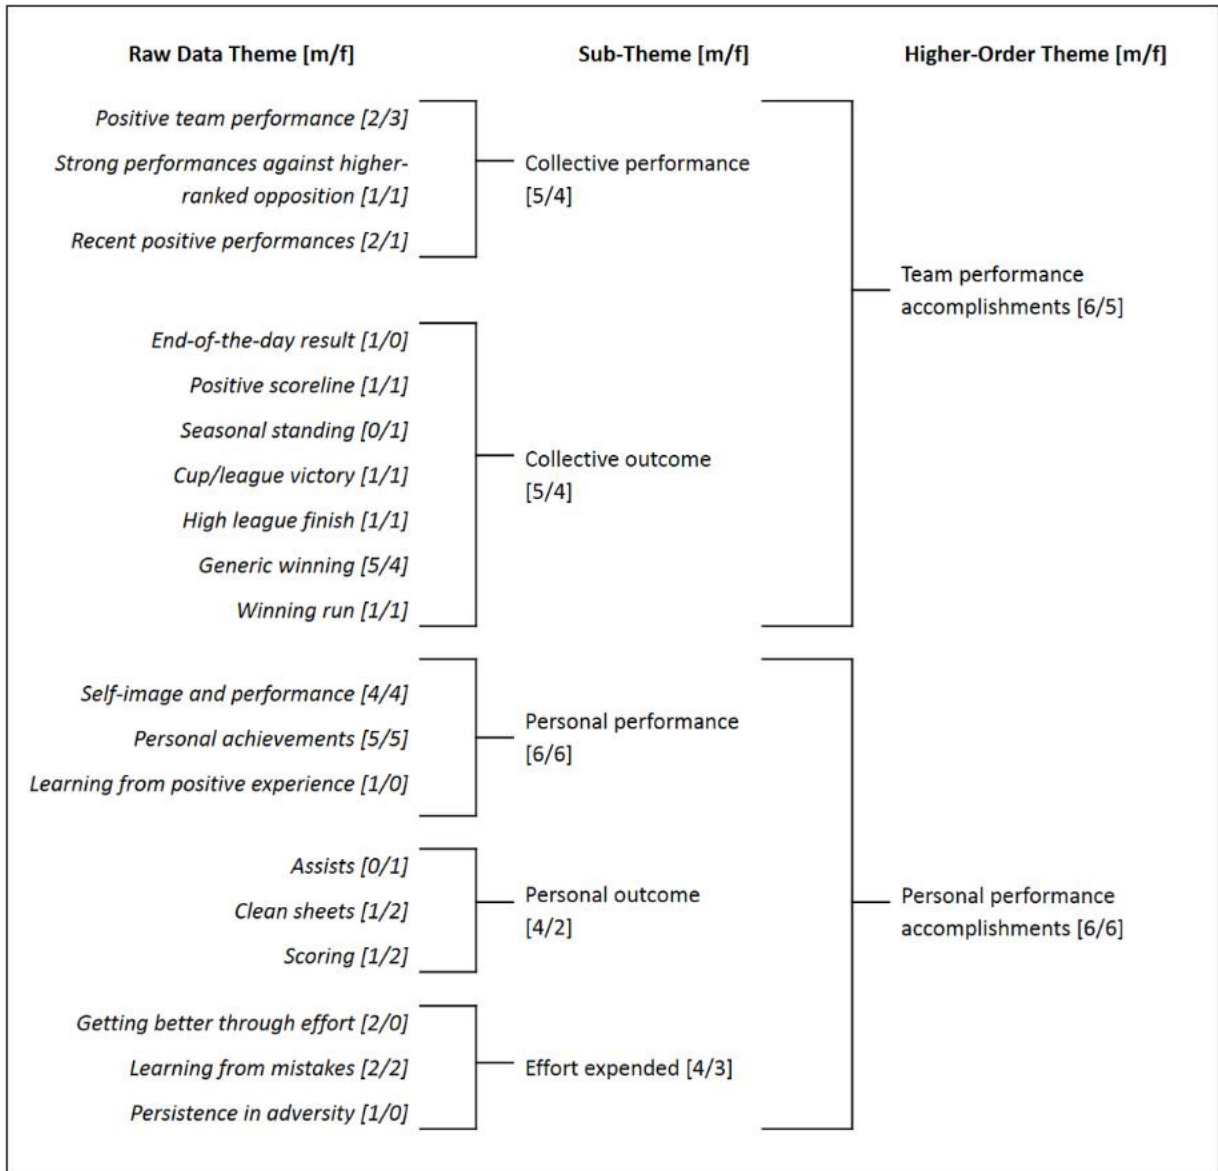 Raw Data Theme [m/f]
Sub-Theme [m/f]
Higher-Order Theme [m/f]
Positive team performance [2/3]
Strong performances against higher-
ranked opposition [1/1]
Recent positive performances [2/1]
Collective performance
[5/4]
End-of-the-day result [1/0]
Positive scoreline [1/1]
Seasonal standing [0/1]
Cup/league victory [1/1]
High league finish [1/1]
Generic winning [5/4]
Winning run [1/1]
Collective outcome
[5/4]
Team performance
accomplishments [6/5]
Self-image and performance [4/4]
Personal achievements [5/5]
Learning from positive experience [1/0]
Personal performance
[6/6]
Assists [0/1]
Clean sheets [1/2]
Scoring [1/2]
Personal outcome
[4/2]
Getting better through effort [2/0]
Learning from mistakes [2/2]
Persistence in adversity [1/0]
Effort expended [4/3]
Personal performance
accomplishments [6/6]